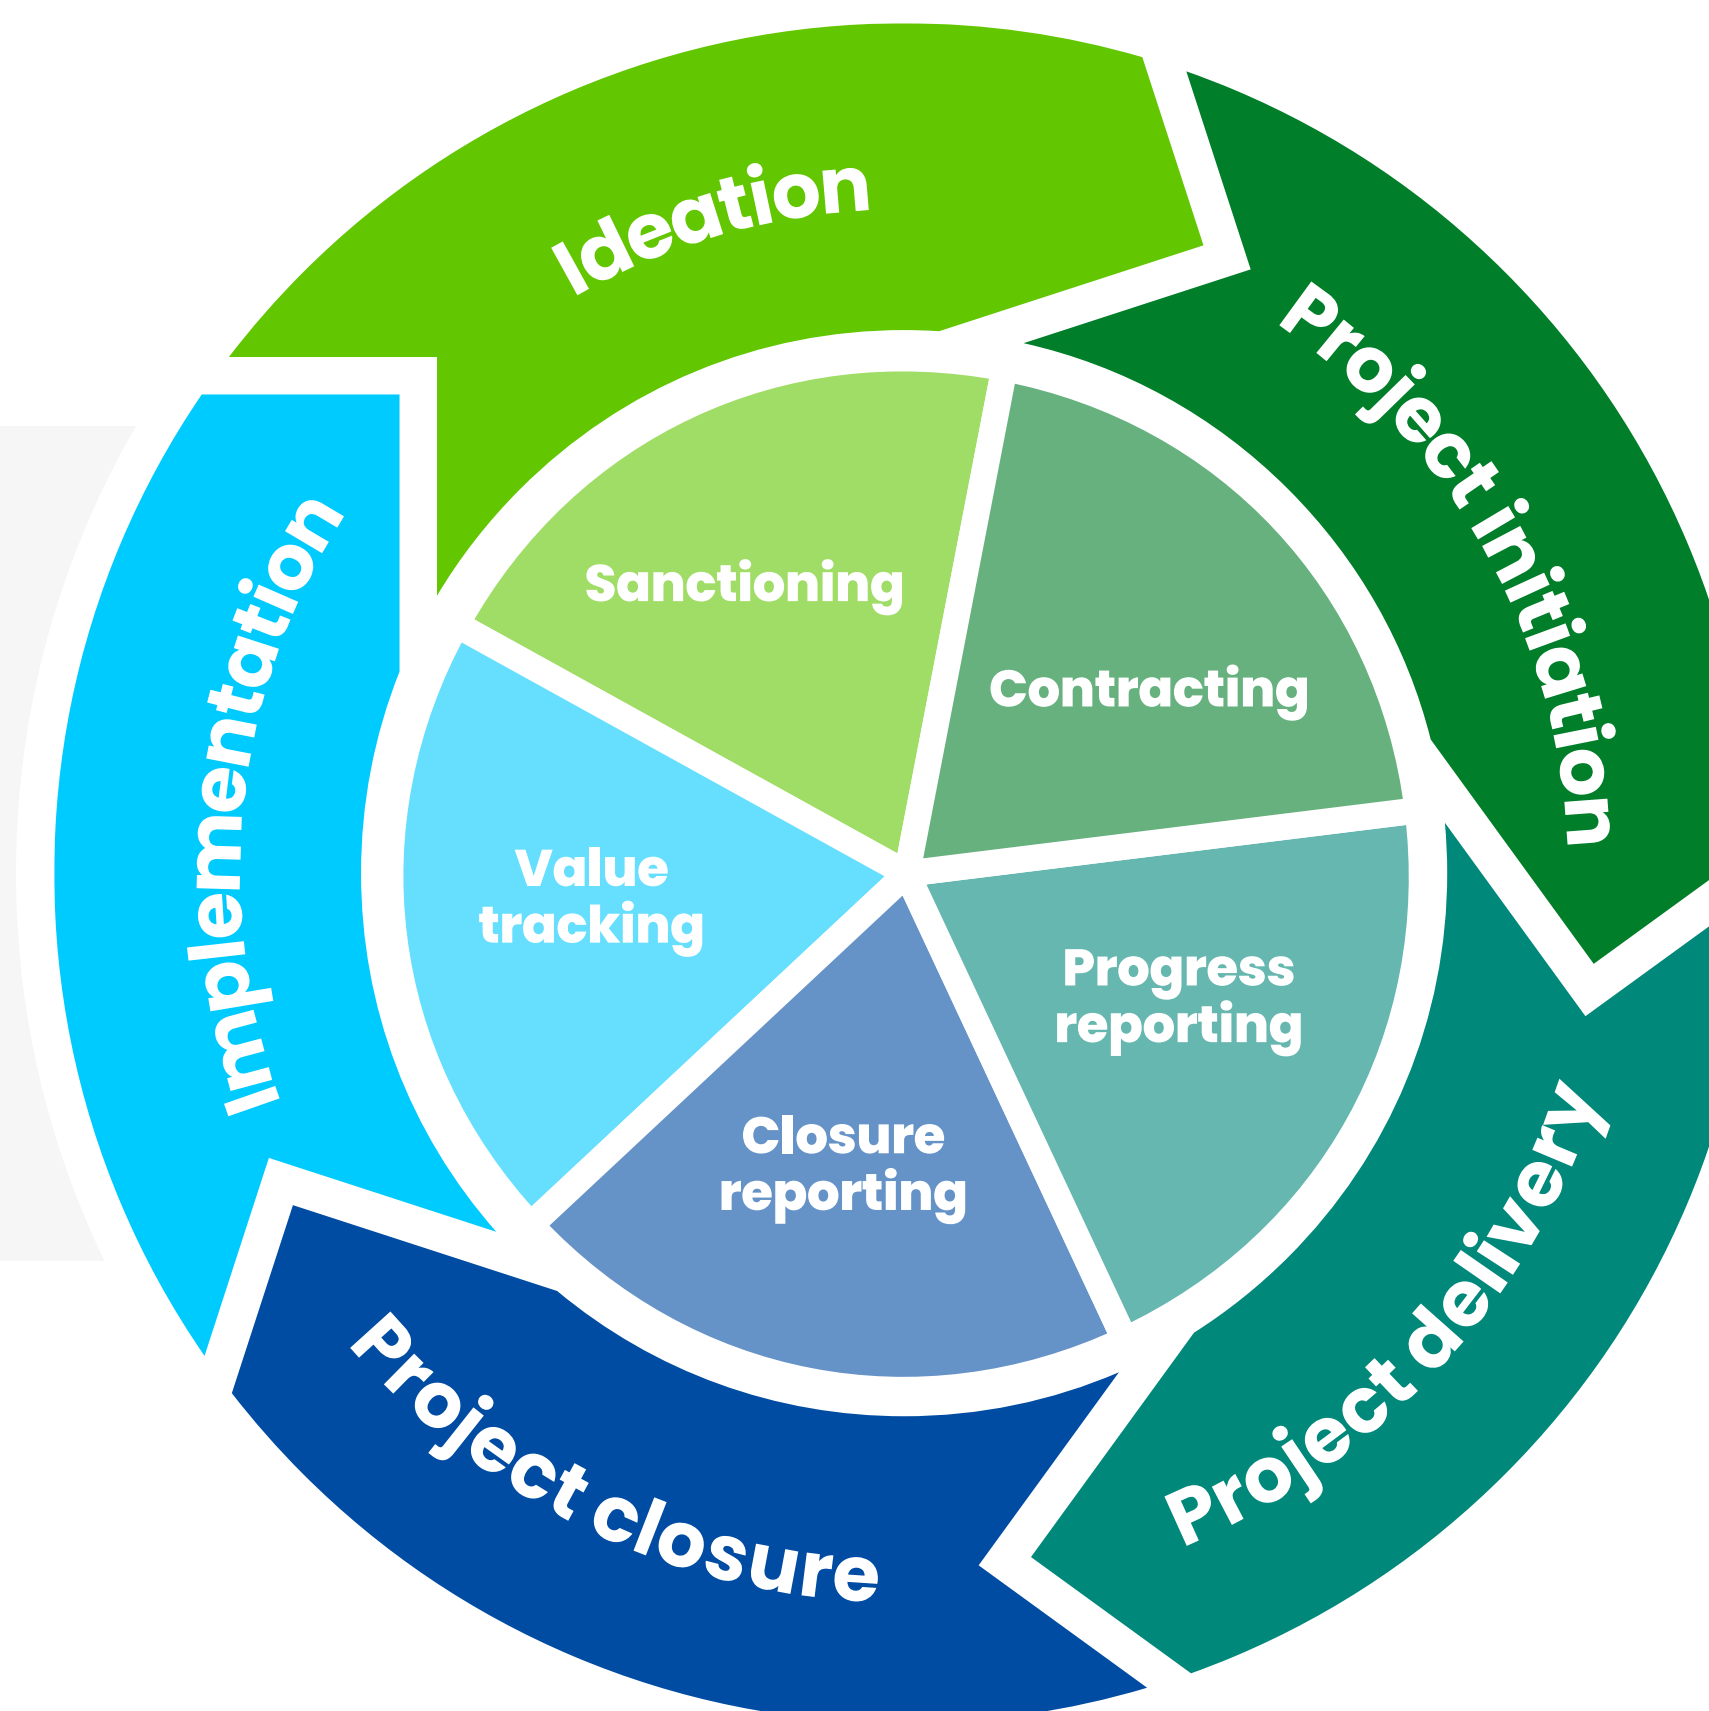 Ideation
Project initiation
Project delivery
Project closure
Implementation
Sanctioning
Contracting
Progress
reporting
Closure
reporting
Value
tracking